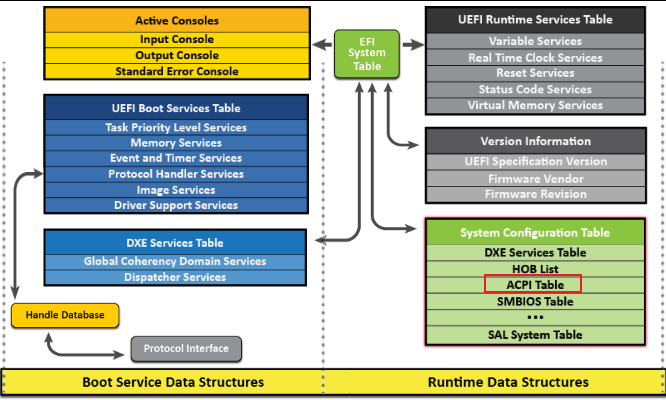 Active Consoles
Input Console
Output Console
Standard Error Console
EFI
System
Table
UEFI Runtime Services Table
Variable Services
Real Time Clock Services
Reset Services
Status Code Services
Virtual Memory Services
UEFI Boot Services Table
Task Priority Level Services
Memory Services
Event and Timer Services
Protocol Handler Services
Image Services
Driver Support Services
Version Information
UEFI Specification Version
Firmware Vendor
Firmware Revision
DXE Services Table
Global Coherency Domain Services
Dispatcher Services
System Configuration Table
DXE Services Table
HOB List
ACPI Table
SMBIOS Table
...
SAL System Table
Handle Database
Protocol Interface
Boot Service Data Structures
Runtime Data Structures